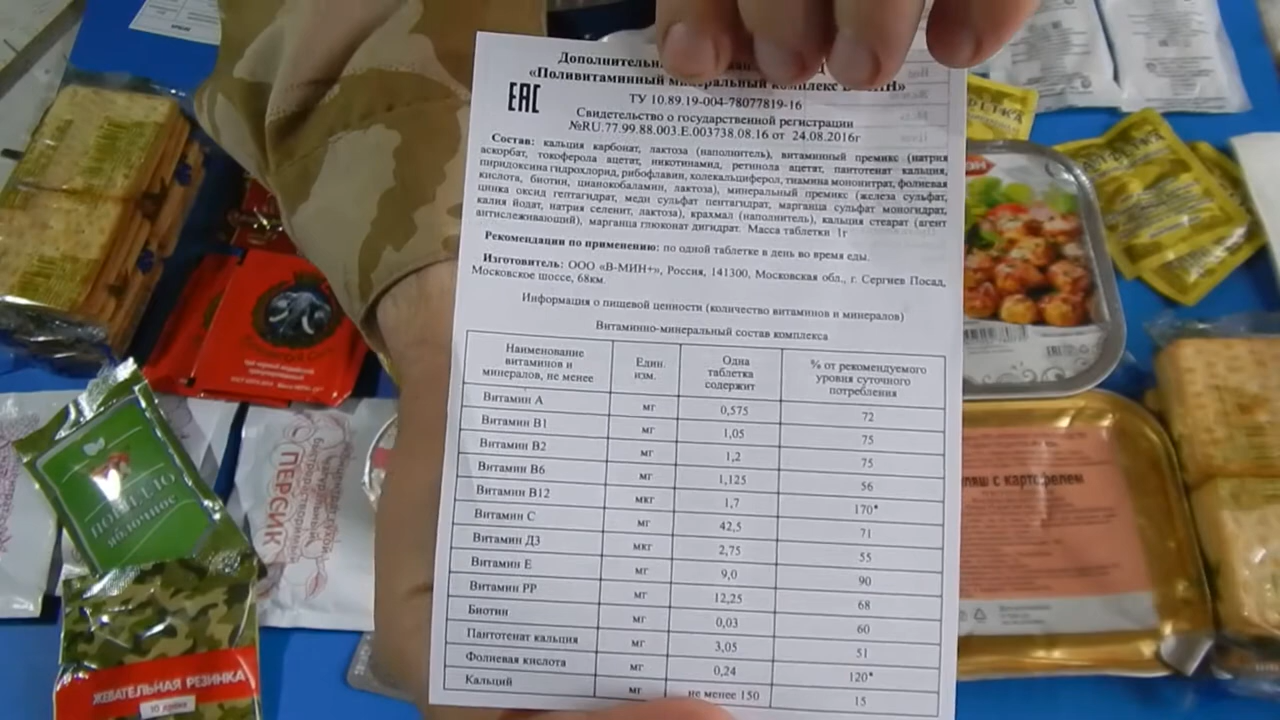 Дополнительн
«Поливитаминный минеральный комплекс
ЕАС
ТУ 10.89.19-004-78077819-16
Свидетельство о государственной регистрации
№RU.77.99.88.003.Е.003738.08.16 от 24.08.2016г
Состав: кальция карбонат, лактоза (наполнитель), витаминный премикс (натрия
аскорбат, токоферола ацетат, никотинамид, ретинола ацетат, пантотенат кальция,
пиридоксина гидрохлорид, рибофлавин, колекальциферол, тиамина мононитрат, фолиевая
кислота, биотин, цианокобаламин, лактоза), минеральный премикс (железа сульфат,
цинка оксид гептагидрат, меди сульфат пентагидрат, марганца сульфат моногидрат,
калия йодат, натрия селенит, лактоза), крахмал (наполнитель), кальция стеарат (агент
антислеживающий), марганца глюконат дигидрат. Масса таблетки 1г
Рекомендации по применению: по одной таблетке в день во время еды.
Изготовитель: ООО «В-МИН+», Россия, 141300, Московская обл., г. Сергиев Посад,
Московское шоссе, 68км.
Информация о пищевой ценности (количество витаминов и минералов)
Витаминно-минеральный состав комплекса
Наименование витаминов и минералов, не менее Един. изм. Одна таблетка содержит % от рекомендуемого уровня суточного потребления
Витамин А мг 0,575 72
Витамин В1 мг 1,05 75
Витамин В2 мг 1,2 75
Витамин В6 мг 1,125 56
Витамин В12 мкг 1,7 170*
Витамин С мг 42,5 71
Витамин Д3 мкг 2,75 55
Витамин Е мг 9,0 90
Витамин РР мг 12,25 68
Биотин мг 0,03 60
Пантотенат кальция мг 3,05 51
Фолиевая кислота мг 0,24 120*
Кальций мг не менее 150 15
ПОВИДЛО
яблочное
ЖЕВАТЕЛЬНАЯ РЕЗИНКА
ПЕРСИК
яш с картофелем
ЕАС